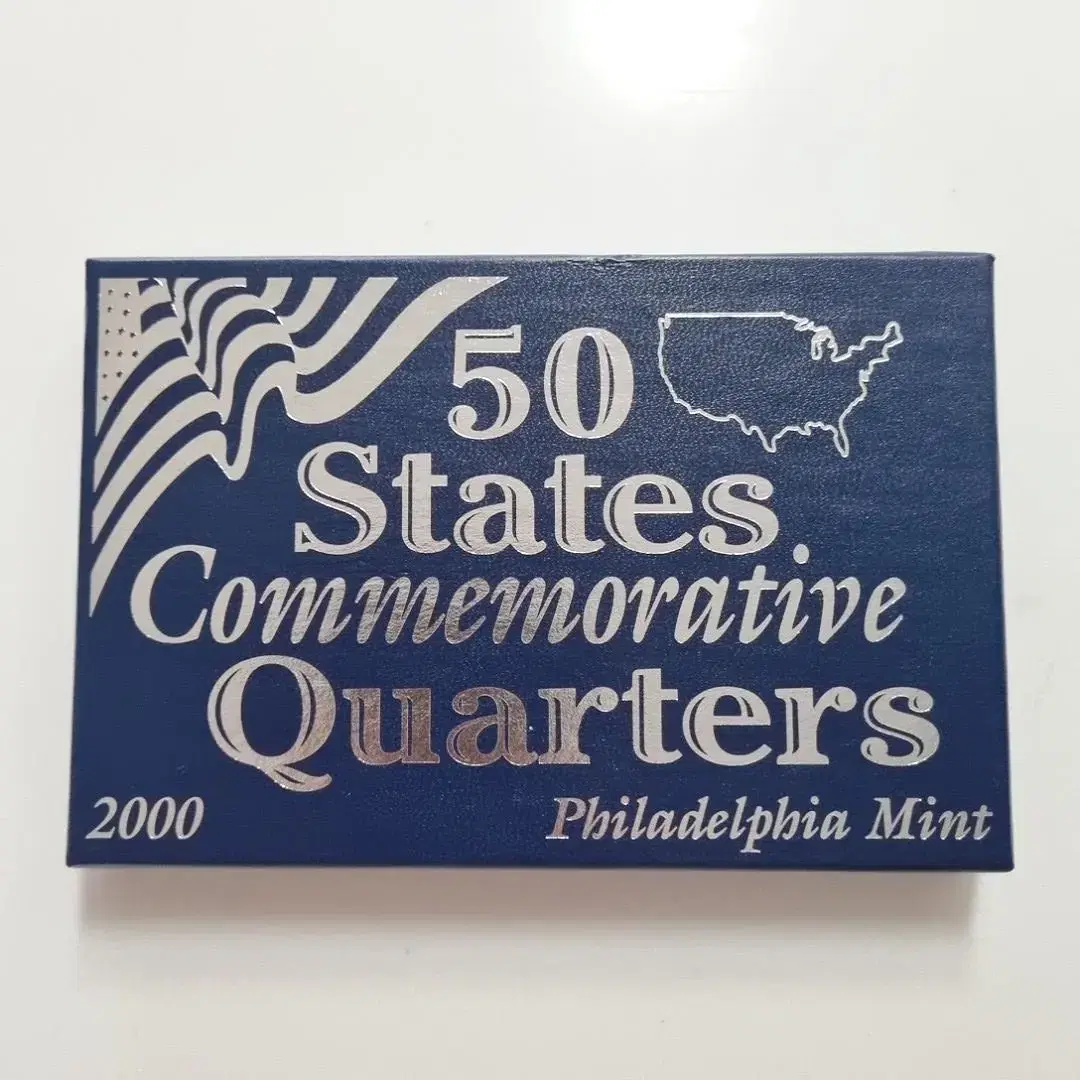 50
States
Commemorative
Quarters
2000 Philadelphia Mint